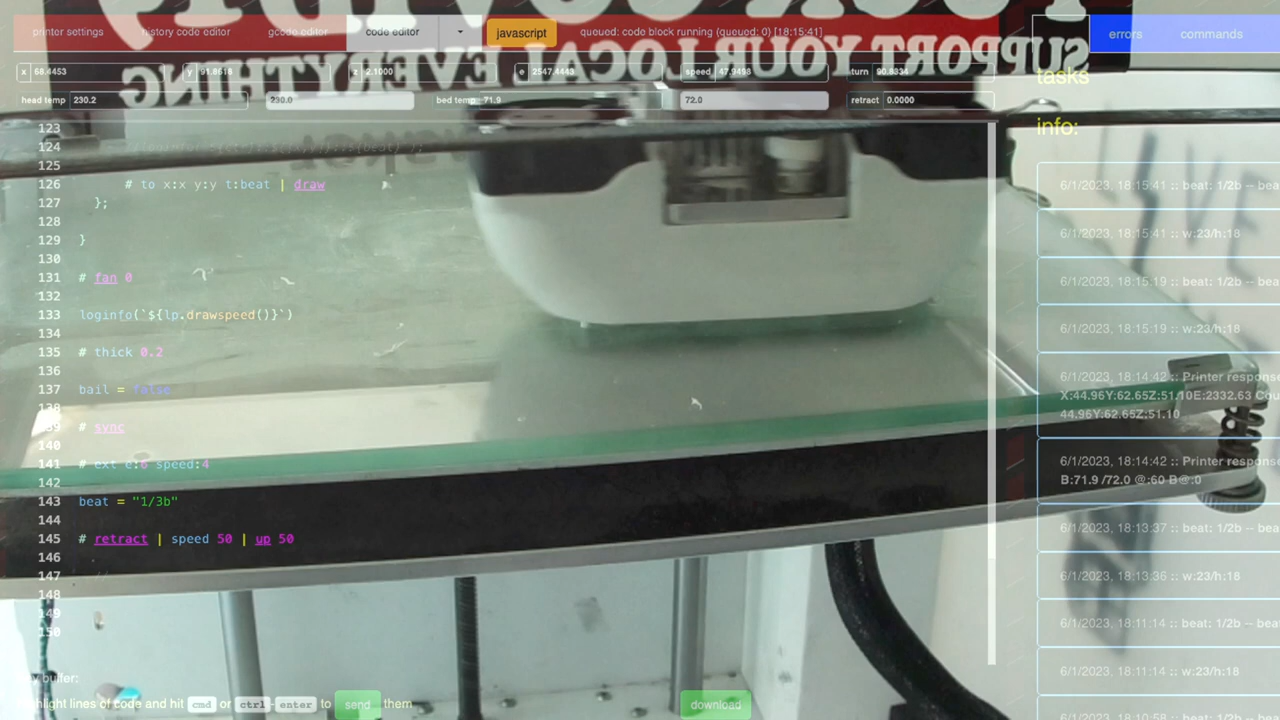 printer settings
history code editor
gcode editor
code editor
javascript
queued: code block running (queued: 0) [18:15:41]
errors
commands
SUPPORT YOUR LOCAL EVERYTHING
x 68.4453
y 91.8618
z 2.1000
e 2547.4443
speed 47.9498
turn 90.8334
tasks
head temp 230.2
230.0
bed temp: 71.9
72.0
retract 0.0000
info:
123
124
125
126 # to x:x y:y t:beat | draw
127 };
128
129 }
130
131 # fan 0
132
133 loginfo(`${lp.drawspeed()}`)
134
135 # thick 0.2
136
137 bail = false
138
139 # sync
140
141 # ext e:6 speed:4
142
143 beat = "1/3b"
144
145 # retract | speed 50 | up 50
146
147
148
149
150
6/1/2023, 18:15:41 :: beat: 1/2b -- bea
6/1/2023, 18:15:41 :: w:23/h:18
6/1/2023, 18:15:19 :: beat: 1/2b -- bea
6/1/2023, 18:15:19 :: w:23/h:18
6/1/2023, 18:14:42 :: Printer response
X:44.96Y:62.65Z:51.10E:2332.63 Cou
44.96Y:62.65Z:51.10
6/1/2023, 18:14:42 :: Printer response
B:71.9 /72.0 @:60 B@:0
6/1/2023, 18:13:37 :: beat: 1/2b -- bea
6/1/2023, 18:13:36 :: w:23/h:18
6/1/2023, 18:11:14 :: beat: 1/2b -- bea
6/1/2023, 18:11:14 :: w:23/h:18
6/1/2023, 18:10:58 :: beat: 1/2b -- bea
LIVE
buffer:
highlight lines of code and hit cmd or ctrl-enter to send them
download